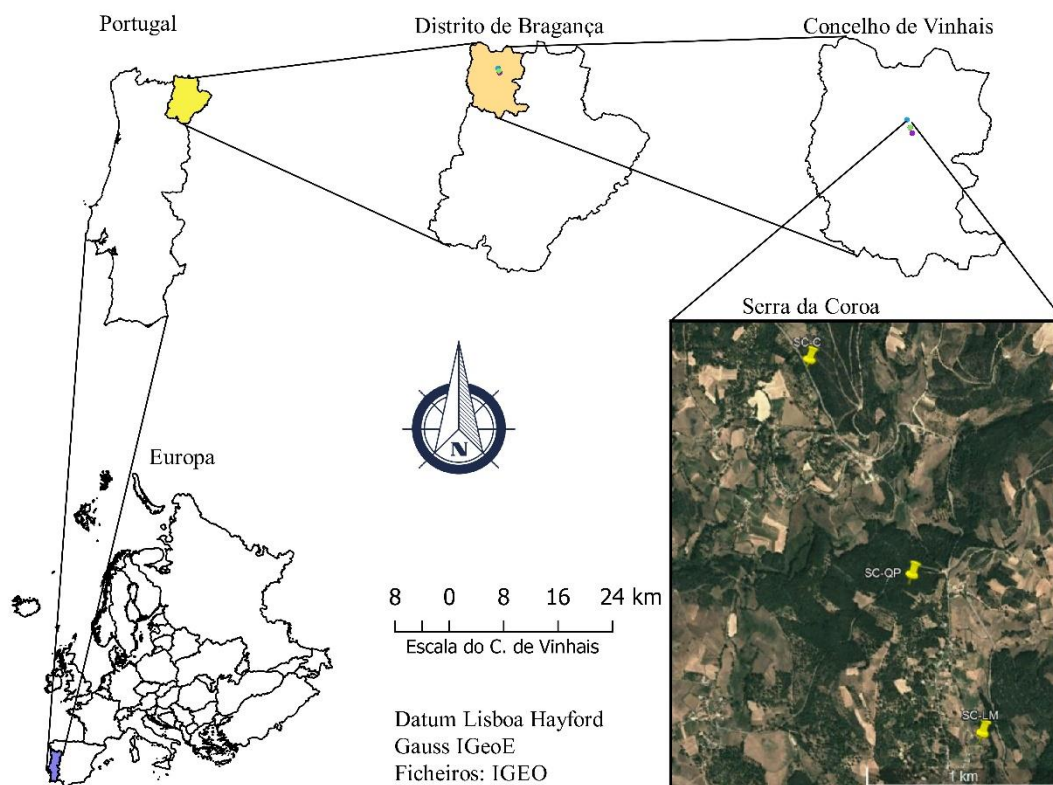 Portugal
Distrito de Bragança
Concelho de Vinhais
Serra da Coroa
SC-C
SC-QP
SC-LM
1 km
Europa
N
8 0 8 16 24 km
Escala do C. de Vinhais
Datum Lisboa Hayford
Gauss IGeoE
Ficheiros: IGEO